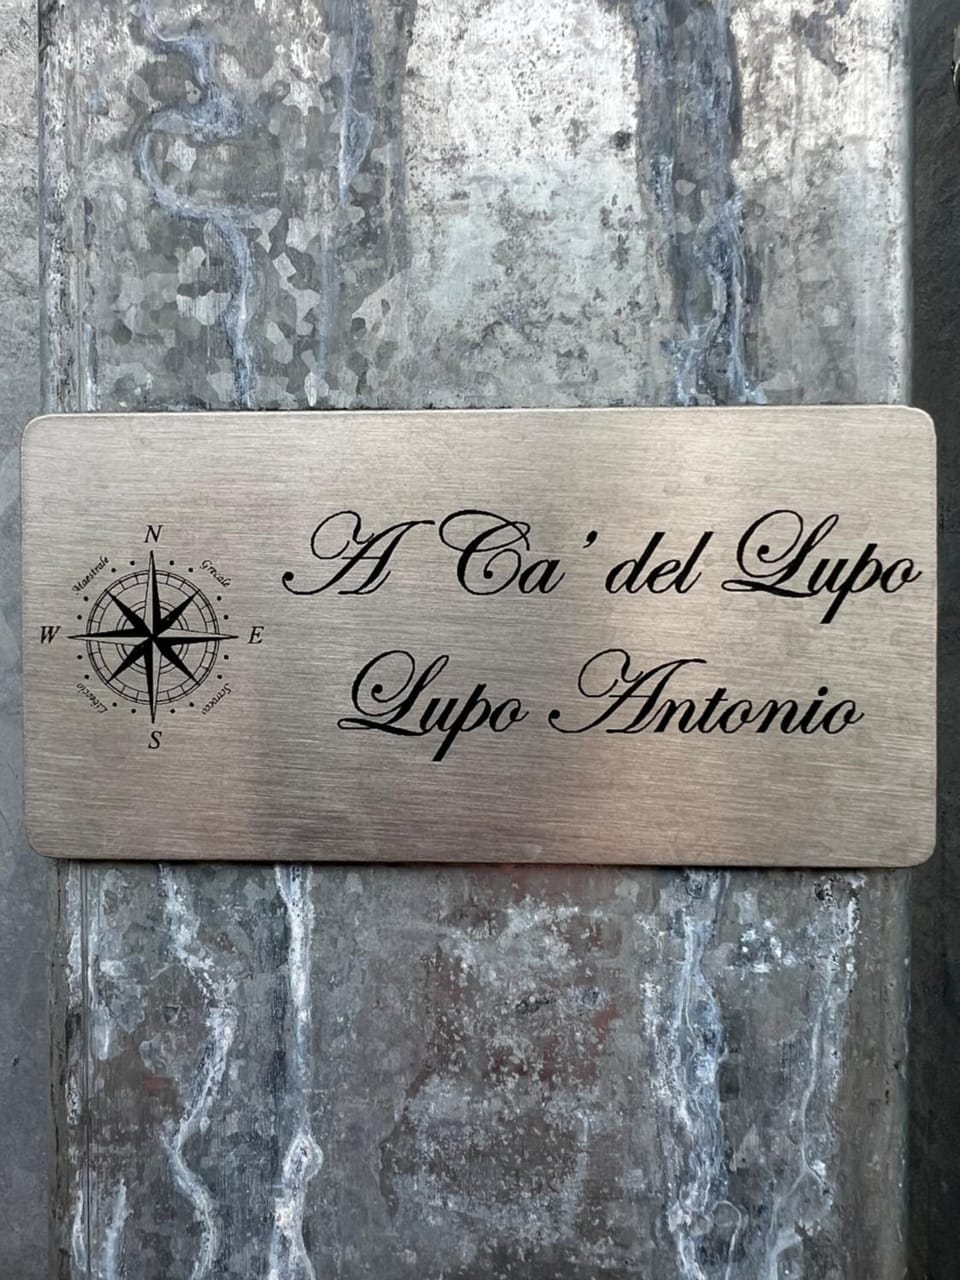 A Ca' del Lupo
Lupo Antonio
N
Maestrale
Grecale
W
E
Libeccio
Scirocco
S